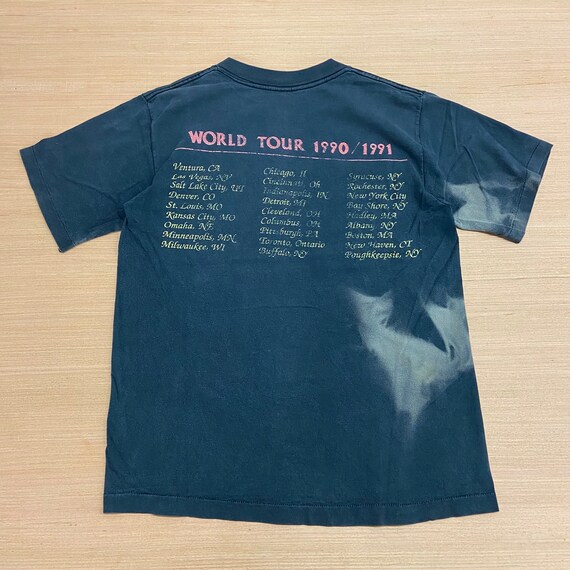 WORLD TOUR 1990/1991
Ventura, CA
Las Vegas, NV
Salt Lake City, UT
Denver, CO
St. Louis, MO
Kansas City, MO
Omaha, NE
Minneapolis, MN
Milwaukee, WI
Chicago, Il
Cincinnati, Oh
Indianapolis, IN
Detroit, MI
Cleveland, OH
Columbus, OH
Pittsburgh, PA
Toronto, Ontario
Buffalo, NY
Syracuse, NY
Rochester, NY
New York City
Bay Shore, NY
Hadley, MA
Albany, NY
Boston, MA
New Haven, CT
Poughkeepsie, NY